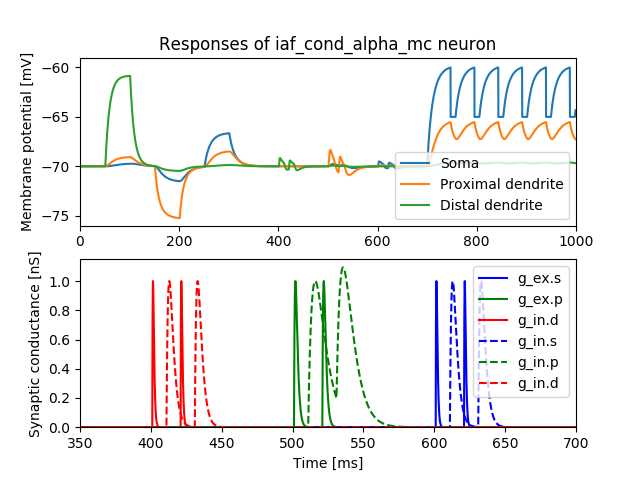 Responses of iaf_cond_alpha_mc neuron
Membrane potential [mV]
−60
−65
−70
−75
Soma
Proximal dendrite
Distal dendrite
0 200 400 600 800 1000
Synaptic conductance [nS]
1.0
0.8
0.6
0.4
0.2
0.0
g_ex.s
g_ex.p
g_in.d
g_in.s
g_in.p
g_in.d
350 400 450 500 550 600 650 700
Time [ms]